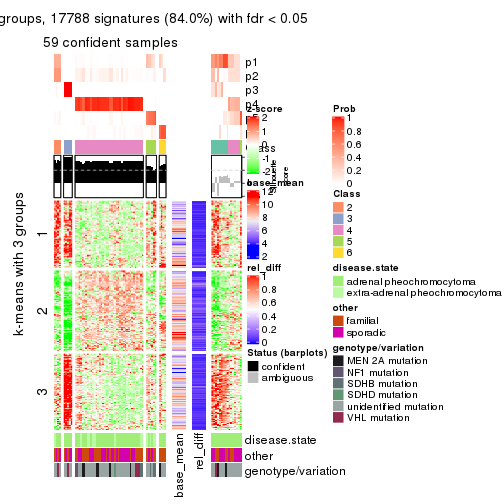 groups, 17788 signatures (84.0%) with fdr < 0.05
59 confident samples
p1
p2
p3
p4
z-score
2
1
0
-1
-2
Silhouette
score
base_mean
12
10
8
6
4
2
rel_diff
1
0.8
0.6
0.4
0.2
0
Status (barplots)
confident
ambiguous
k-means with 3 groups
1
2
3
disease.state
other
genotype/variation
base_mean
rel_diff
Prob
1
0.8
0.6
0.4
0.2
0
Class
2
3
4
5
6
disease.state
adrenal pheochromocytoma
extra-adrenal pheochromocytoma
other
familial
sporadic
genotype/variation
MEN 2A mutation
NF1 mutation
SDHB mutation
SDHD mutation
unidentified mutation
VHL mutation